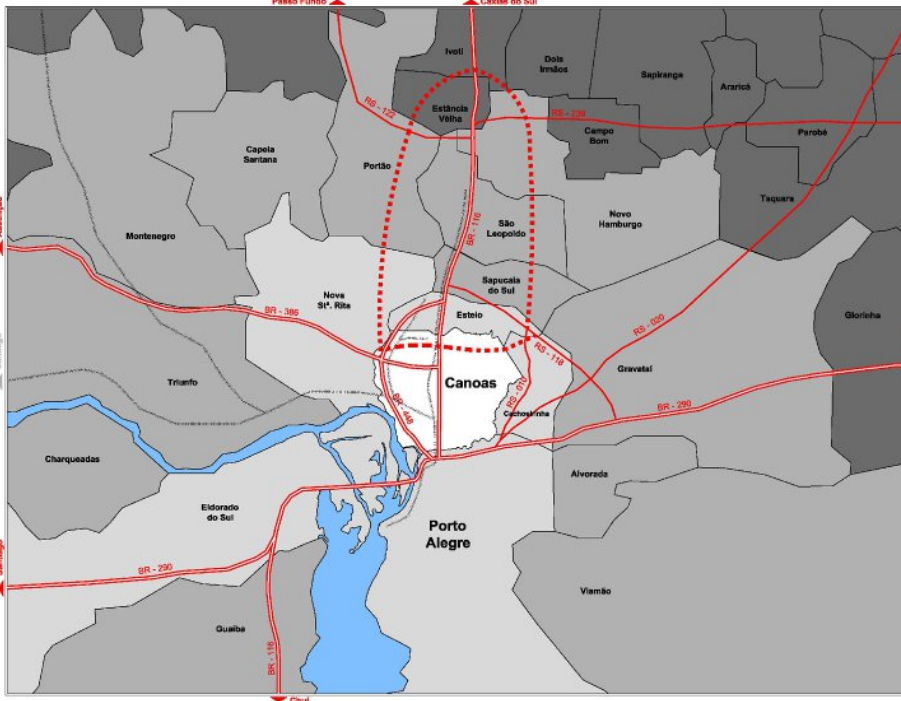 Passo Fundo
Caxias do Sul
Ivoti
Dois
Irmãos
Sapiranga
Araricá
Estância
Velha
RS - 122
RS - 239
Campo
Bom
Parobé
Capela
Santana
Portão
Taquara
Novo
Hamburgo
São
Leopoldo
BR - 116
Montenegro
Sapucaia
do Sul
Nova
Stª. Rita
BR - 386
Esteio
Glorinha
RS - 020
RS - 118
Gravataí
Triunfo
Canoas
RS - 010
BR - 448
Cachoeirinha
BR - 290
Charqueadas
Alvorada
Eldorado
do Sul
Porto
Alegre
BR - 290
Viamão
Guaíba
BR - 116
Chuí